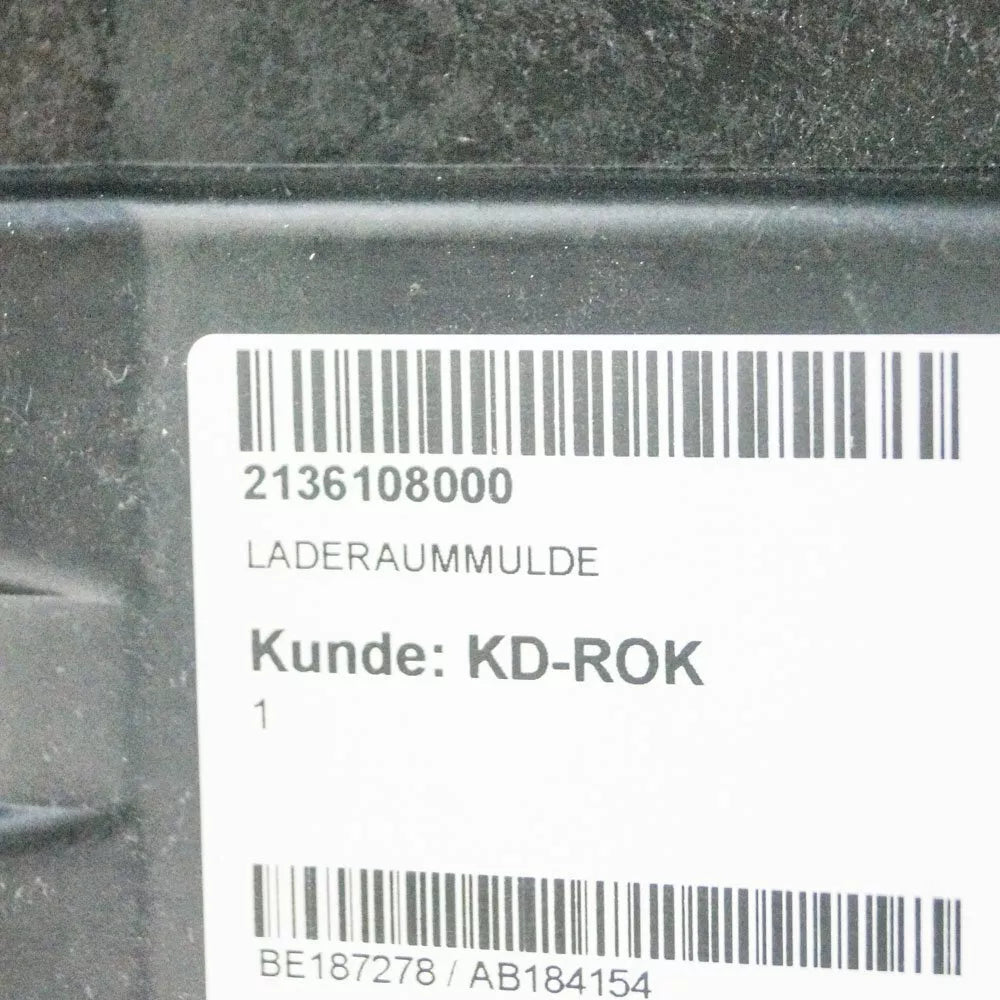 2136108000
LADERAUMMULDE
Kunde: KD-ROK
1
BE187278 / AB184154